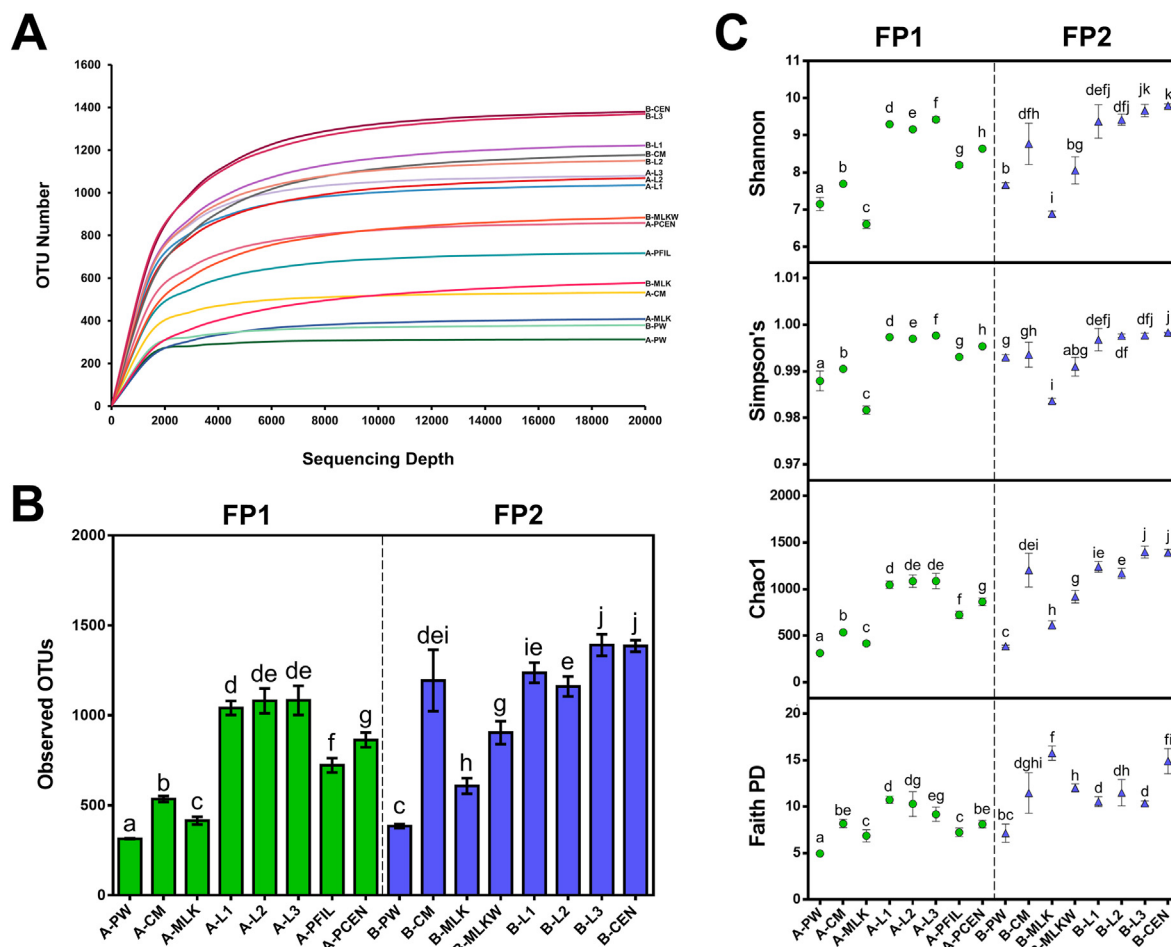 A
1600
1400
1200
1000
800
600
400
200
0
OTU Number
0 2000 4000 6000 8000 10000 12000 14000 16000 18000 20000
Sequencing Depth
B-CEN
B-L3
B-L1
B-CM
B-L2
A-L3
A-L2
A-L1
B-MLKW
A-PCEN
A-PFIL
B-MLK
A-CM
A-MLK
B-PW
A-PW
B
FP1 FP2
2000
1500
1000
500
0
Observed OTUs
a b c d de de f g c dei h g ie e j j
A-PW A-CM A-MLK A-L1 A-L2 A-L3 A-PFIL A-PCEN B-PW B-CM B-MLK B-MLKW B-L1 B-L2 B-L3 B-CEN
C
FP1 FP2
Shannon
11
10
9
8
7
6
a b c d e f g h b dfh i bg defj dfj jk k
Simpson's
1.01
1.00
0.99
0.98
0.97
a b c d e f g h g gh i abg defj df dfj j
Chao1
2000
1500
1000
500
0
a b c d de de f g c dei h g ie e j j
Faith PD
20
15
10
5
0
a be c d dg eg c be bc dghi f h d dh d fi
A-PW A-CM A-MLK A-L1 A-L2 A-L3 A-PFIL A-PCEN B-PW B-CM B-MLK B-MLKW B-L1 B-L2 B-L3 B-CEN